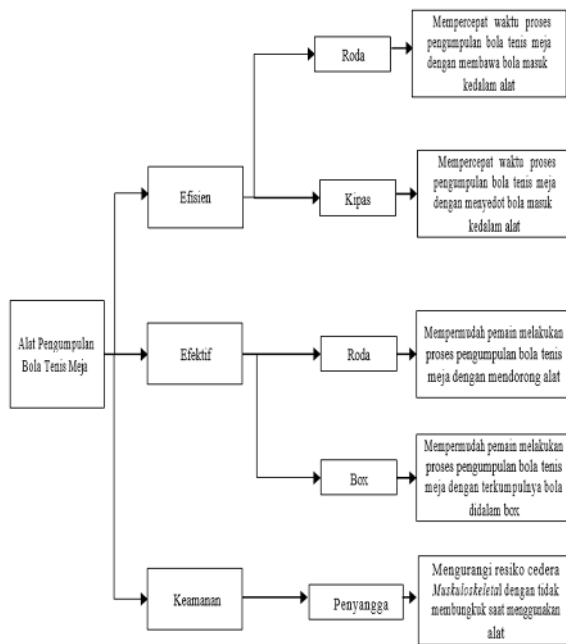 Mempercepat waktu proses
pengumpulan bola tenis meja
dengan membawa bola masuk
kedalam alat
Roda
Mempercepat waktu proses
pengumpulan bola tenis meja
dengan menyedot bola masuk
kedalam alat
Efisien
Kipas
Alat Pengumpulan
Bola Tenis Meja
Efektif
Roda
Mempermudah pemain melakukan
proses pengumpulan bola tenis
meja dengan mendorong alat
Box
Mempermudah pemain melakukan
proses pengumpulan bola tenis
meja dengan terkumpulnya bola
didalam box
Keamanan
Penyangga
Mengurangi resiko cedera
Muskuloskeletal dengan tidak
membungkuk saat menggunakan
alat